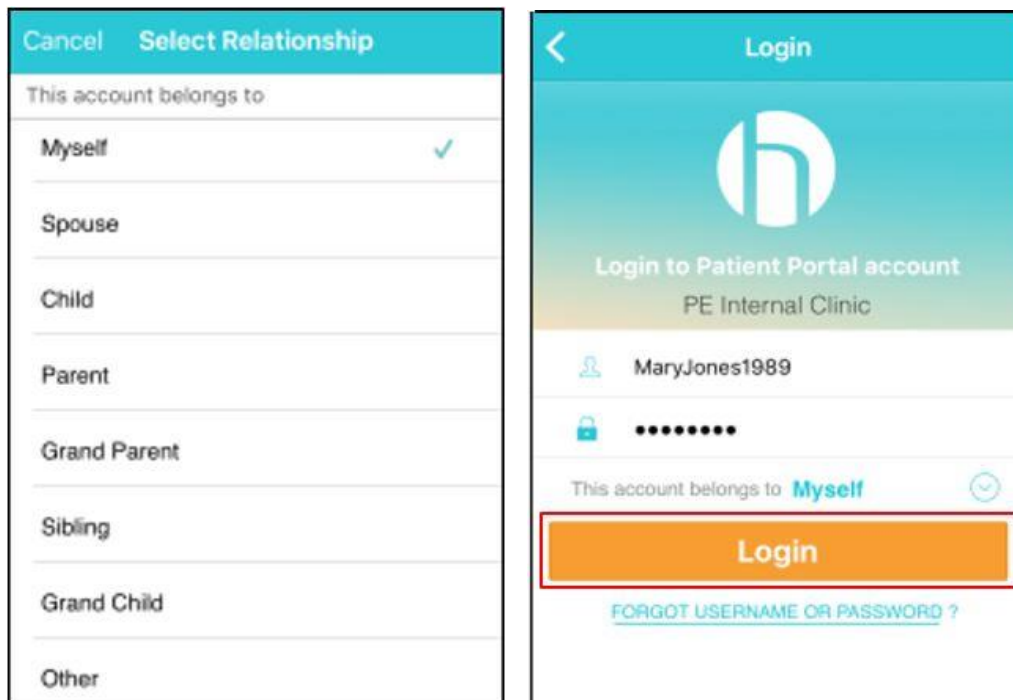 Cancel Select Relationship
This account belongs to
Myself
Spouse
Child
Parent
Grand Parent
Sibling
Grand Child
Other
Login
Login to Patient Portal account
PE Internal Clinic
MaryJones1989
••••••••
This account belongs to Myself
Login
FORGOT USERNAME OR PASSWORD ?